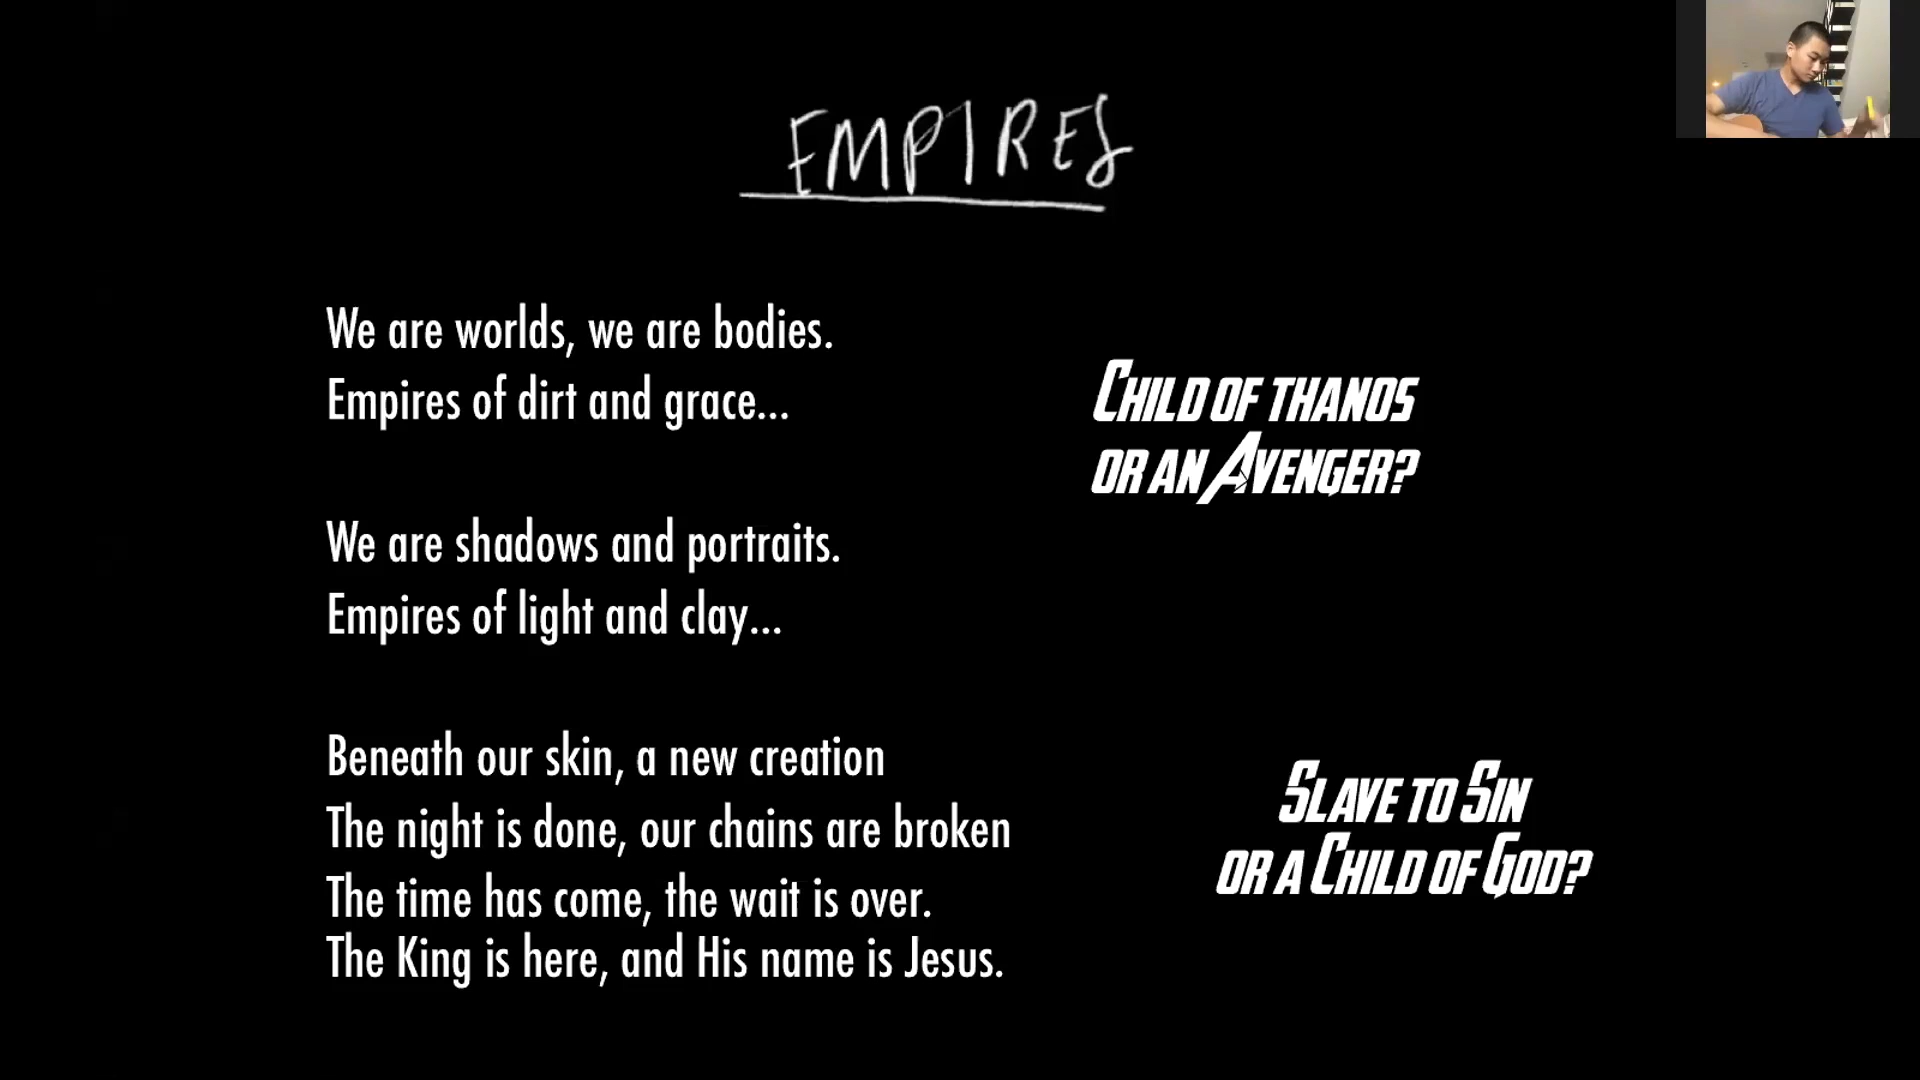 EMPIRES
We are worlds, we are bodies.
Empires of dirt and grace...
We are shadows and portraits.
Empires of light and clay...
Beneath our skin, a new creation
The night is done, our chains are broken
The time has come, the wait is over.
The King is here, and His name is Jesus.
CHILD OF THANOS
OR AN AVENGER?
SLAVE TO SIN
OR A CHILD OF GOD?